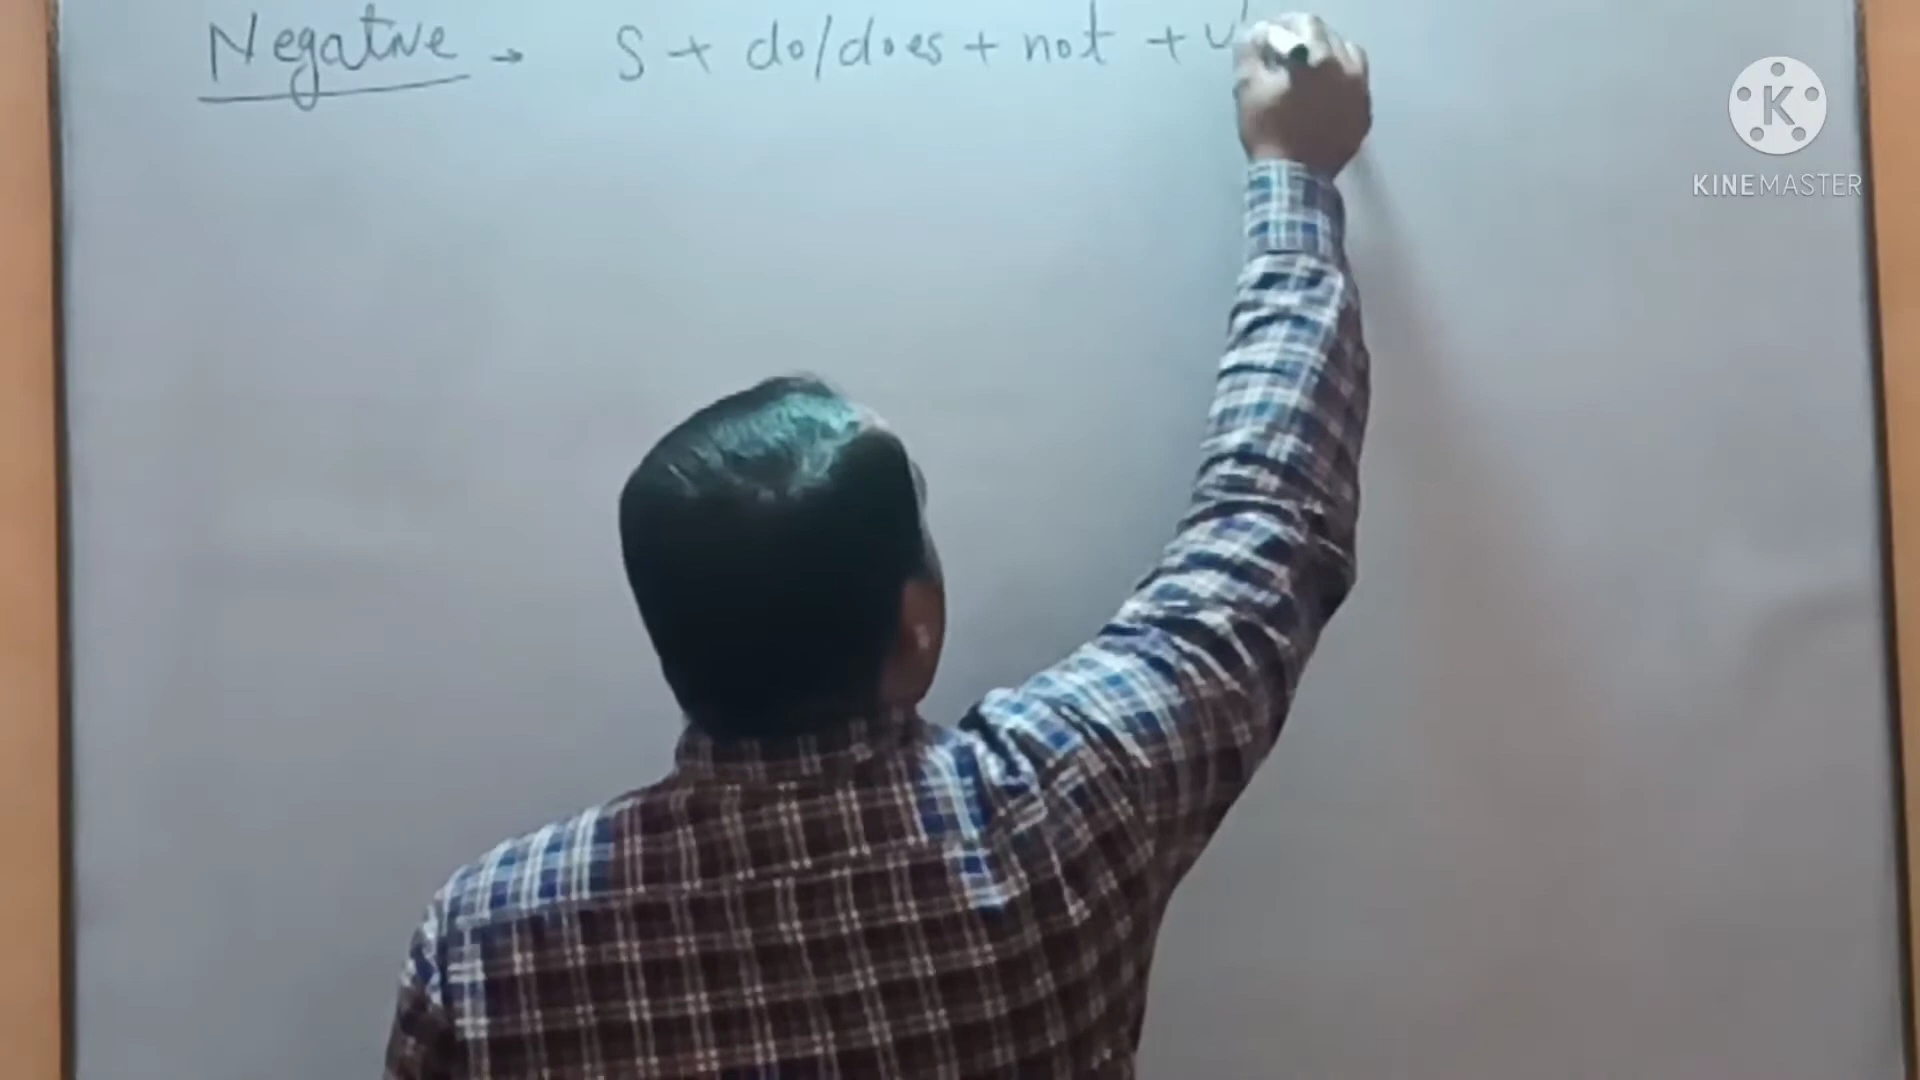 Negative → S + do/does + not + V'
K
KINEMASTER